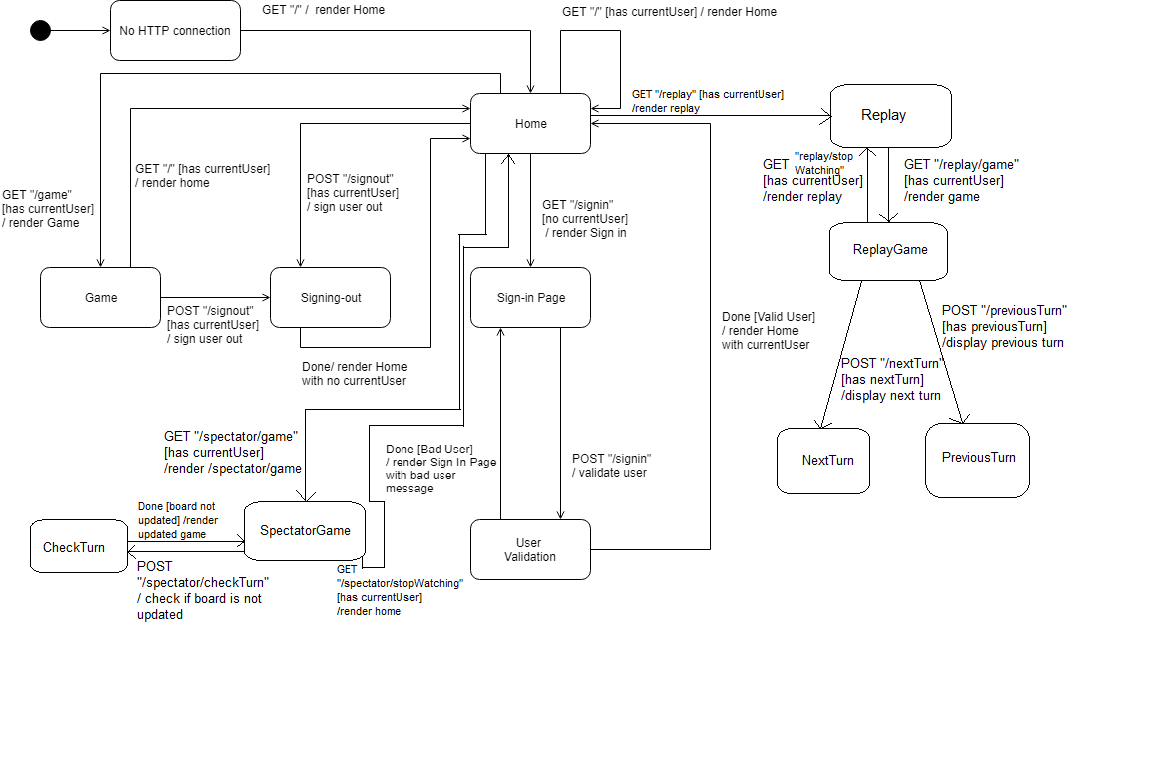 GET "/" / render Home
No HTTP connection
GET "/" [has currentUser] / render Home
Home
GET "/replay" [has currentUser]
/render replay
Replay
GET "/game"
[has currentUser]
/ render Game
GET "/" [has currentUser]
/ render home
POST "/signout"
[has currentUser]
/ sign user out
GET "/signin"
[no currentUser]
/ render Sign in
GET "replay/stop
Watching"
[has currentUser]
/render replay
GET "/replay/game"
[has currentUser]
/render game
ReplayGame
Game
Signing-out
Sign-in Page
POST "/signout"
[has currentUser]
/ sign user out
Done/ render Home
with no currentUser
Done [Valid User]
/ render Home
with currentUser
POST "/previousTurn"
[has previousTurn]
/display previous turn
POST "/nextTurn"
[has nextTurn]
/display next turn
NextTurn
PreviousTurn
GET "/spectator/game"
[has currentUser]
/render /spectator/game
Done [Bad User]
/ render Sign In Page
with bad user
message
POST "/signin"
/ validate user
Done [board not
updated] /render
updated game
SpectatorGame
CheckTurn
User
Validation
POST
"/spectator/checkTurn"
/ check if board is not
updated
GET
"/spectator/stopWatching"
[has currentUser]
/render home